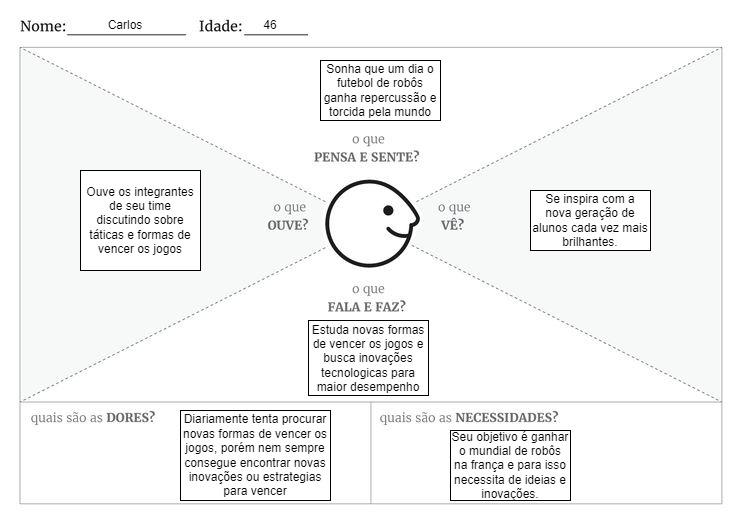 Nome: Carlos Idade: 46
Sonha que um dia o
futebol de robôs
ganha repercussão e
torcida pela mundo
o que
PENSA E SENTE?
Ouve os integrantes
de seu time
discutindo sobre
táticas e formas de
vencer os jogos
o que
OUVE?
o que
VÊ?
Se inspira com a
nova geração de
alunos cada vez mais
brilhantes.
o que
FALA E FAZ?
Estuda novas formas
de vencer os jogos e
busca inovações
tecnologicas para
maior desempenho
quais são as DORES?
Diariamente tenta procurar
novas formas de vencer os
jogos, porém nem sempre
consegue encontrar novas
inovações ou estrategias
para vencer
quais são as NECESSIDADES?
Seu objetivo é ganhar
o mundial de robôs
na frança e para isso
necessita de ideias e
inovações.